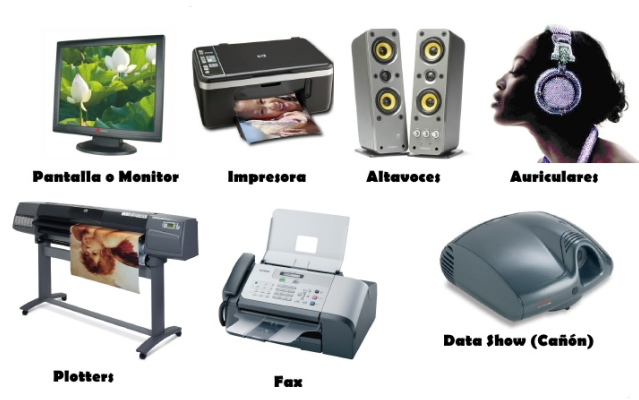 Pantalla o Monitor
Impresora
Altavoces
Auriculares
Plotters
Fax
Data Show (Cañón)